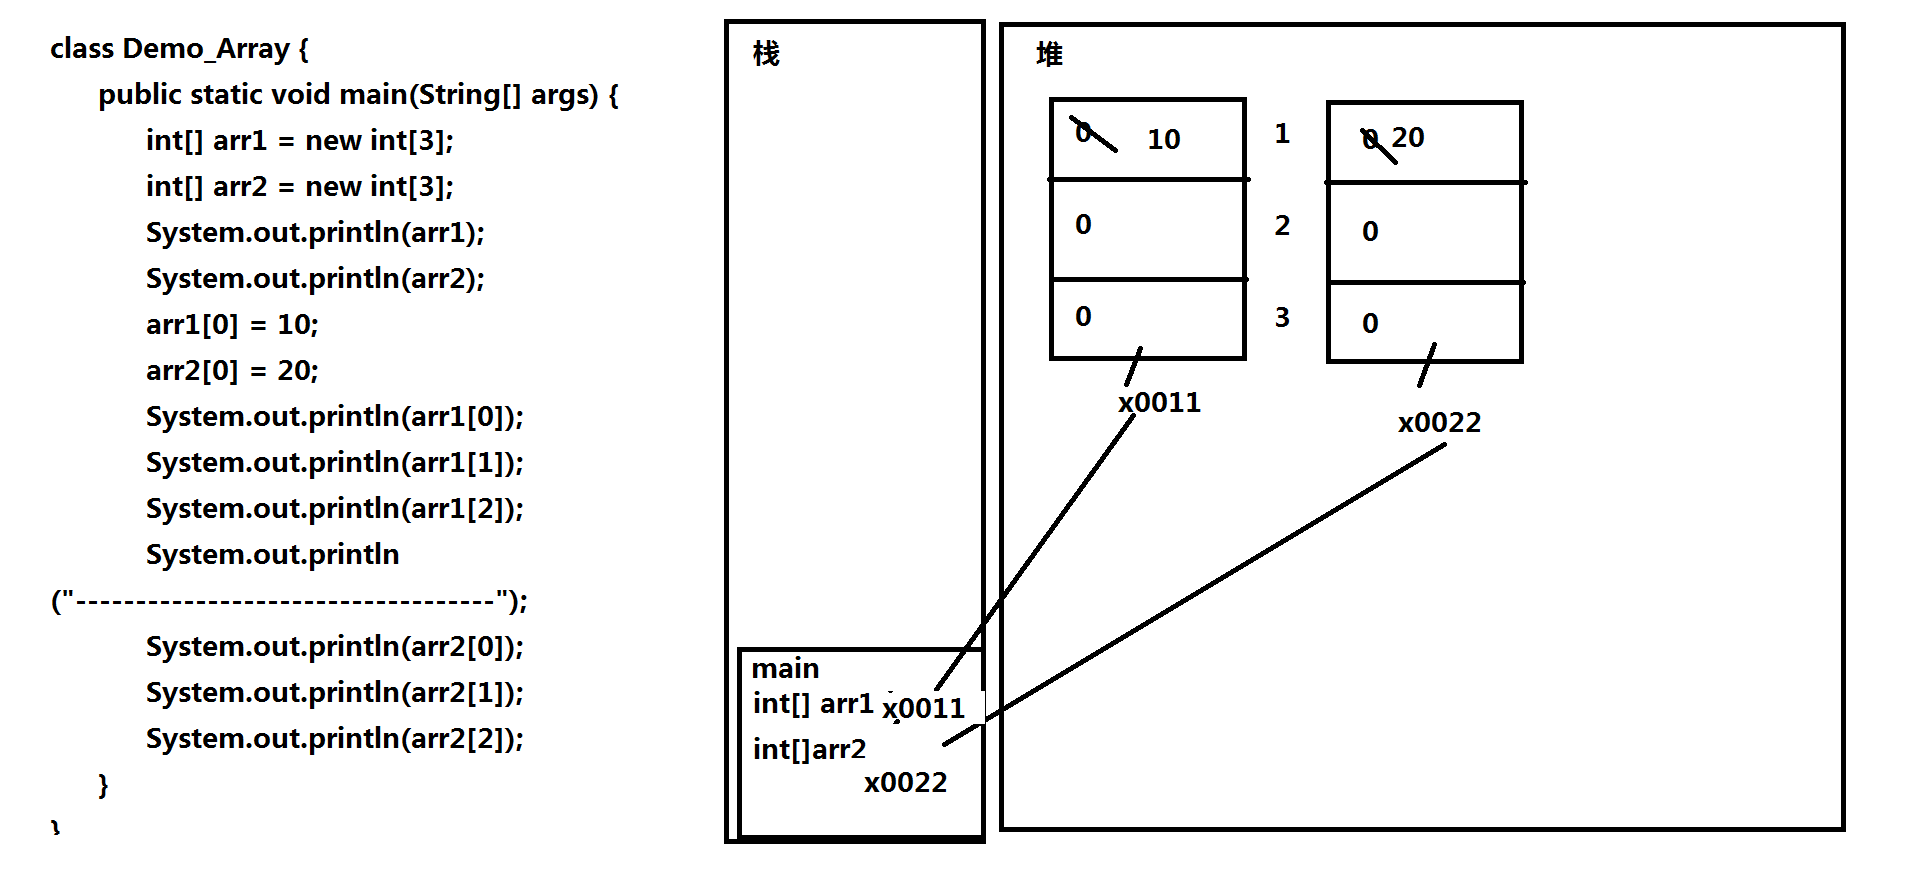 class Demo_Array {
public static void main(String[] args) {
int[] arr1 = new int[3];
int[] arr2 = new int[3];
System.out.println(arr1);
System.out.println(arr2);
arr1[0] = 10;
arr2[0] = 20;
System.out.println(arr1[0]);
System.out.println(arr1[1]);
System.out.println(arr1[2]);
System.out.println
("-----------------------------------");
System.out.println(arr2[0]);
System.out.println(arr2[1]);
System.out.println(arr2[2]);
}
}
栈
main
int[] arr1 x0011
int[]arr2
x0022
堆
0 10 1 0 20
0 2 0
0 3 0
x0011
x0022